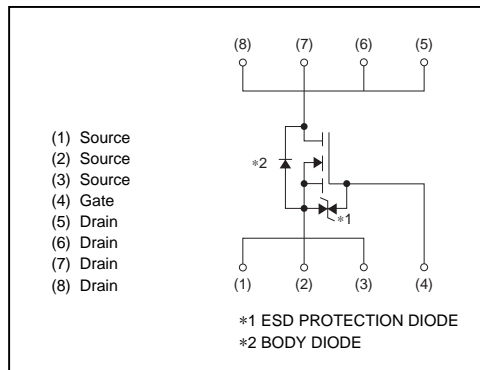 (8) (7) (6) (5)
(1) Source
(2) Source
(3) Source
(4) Gate
(5) Drain
(6) Drain
(7) Drain
(8) Drain
∗2
∗1
(1) (2) (3) (4)
∗1 ESD PROTECTION DIODE
∗2 BODY DIODE